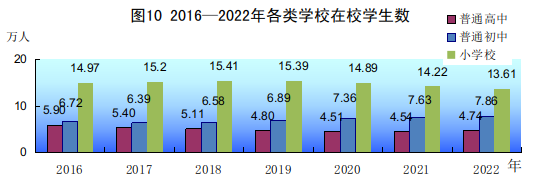 图10 2016—2022年各类学校在校学生数
普通高中
普通初中
小学校
万人
20
10
0
5.90 6.72 14.97
5.40 6.39 15.2
5.11 6.58 15.41
4.80 6.89 15.39
4.51 7.36 14.89
4.54 7.63 14.22
4.74 7.86 13.61
2016 2017 2018 2019 2020 2021 2022 年